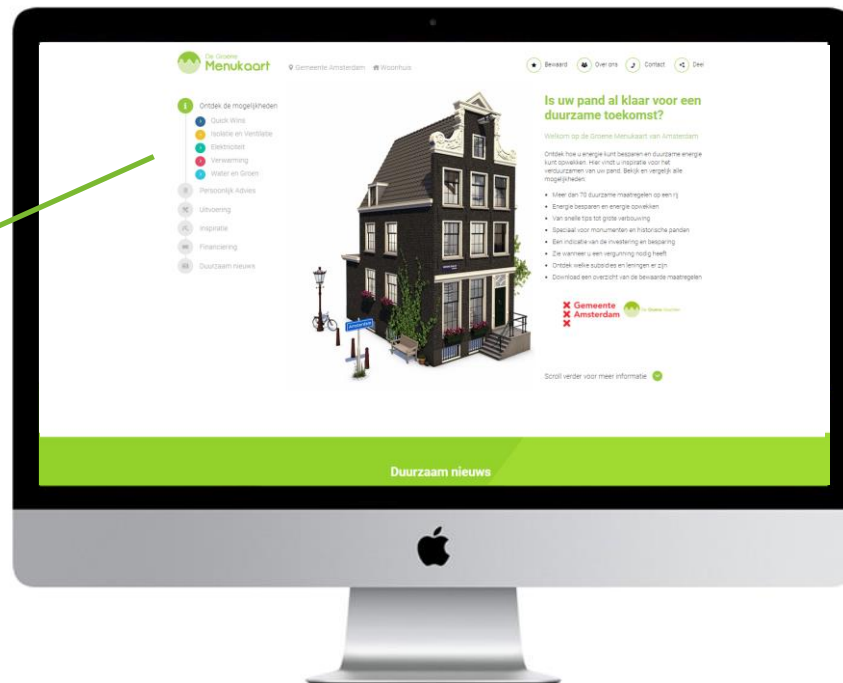 De Groene
Menukaart
Gemeente Amsterdam Woonhuis
Bewaard Over ons Contact Deel
Ontdek de mogelijkheden
Quick Wins
Isolatie en Ventilatie
Elektriciteit
Verwarming
Water en Groen
Persoonlijk Advies
Uitvoering
Inspiratie
Financiering
Duurzaam nieuws
Amsterdam
Is uw pand al klaar voor een
duurzame toekomst?
Welkom op de Groene Menukaart van Amsterdam
Ontdek hoe u energie kunt besparen en duurzame energie
kunt opwekken. Hier vindt u inspiratie voor het
verduurzamen van uw pand. Bekijk en vergelijk alle
mogelijkheden:
Meer dan 70 duurzame maatregelen op een rij
Energie besparen en energie opwekken
Van snelle tips tot grote verbouwing
Speciaal voor monumenten en historische panden
Een indicatie van de investering en besparing
Zie wanneer u een vergunning nodig heeft
Ontdek welke subsidies en leningen er zijn
Download een overzicht van de bewaarde maatregelen
Gemeente
Amsterdam
De Groene
Scroll verder voor meer informatie
Duurzaam nieuws